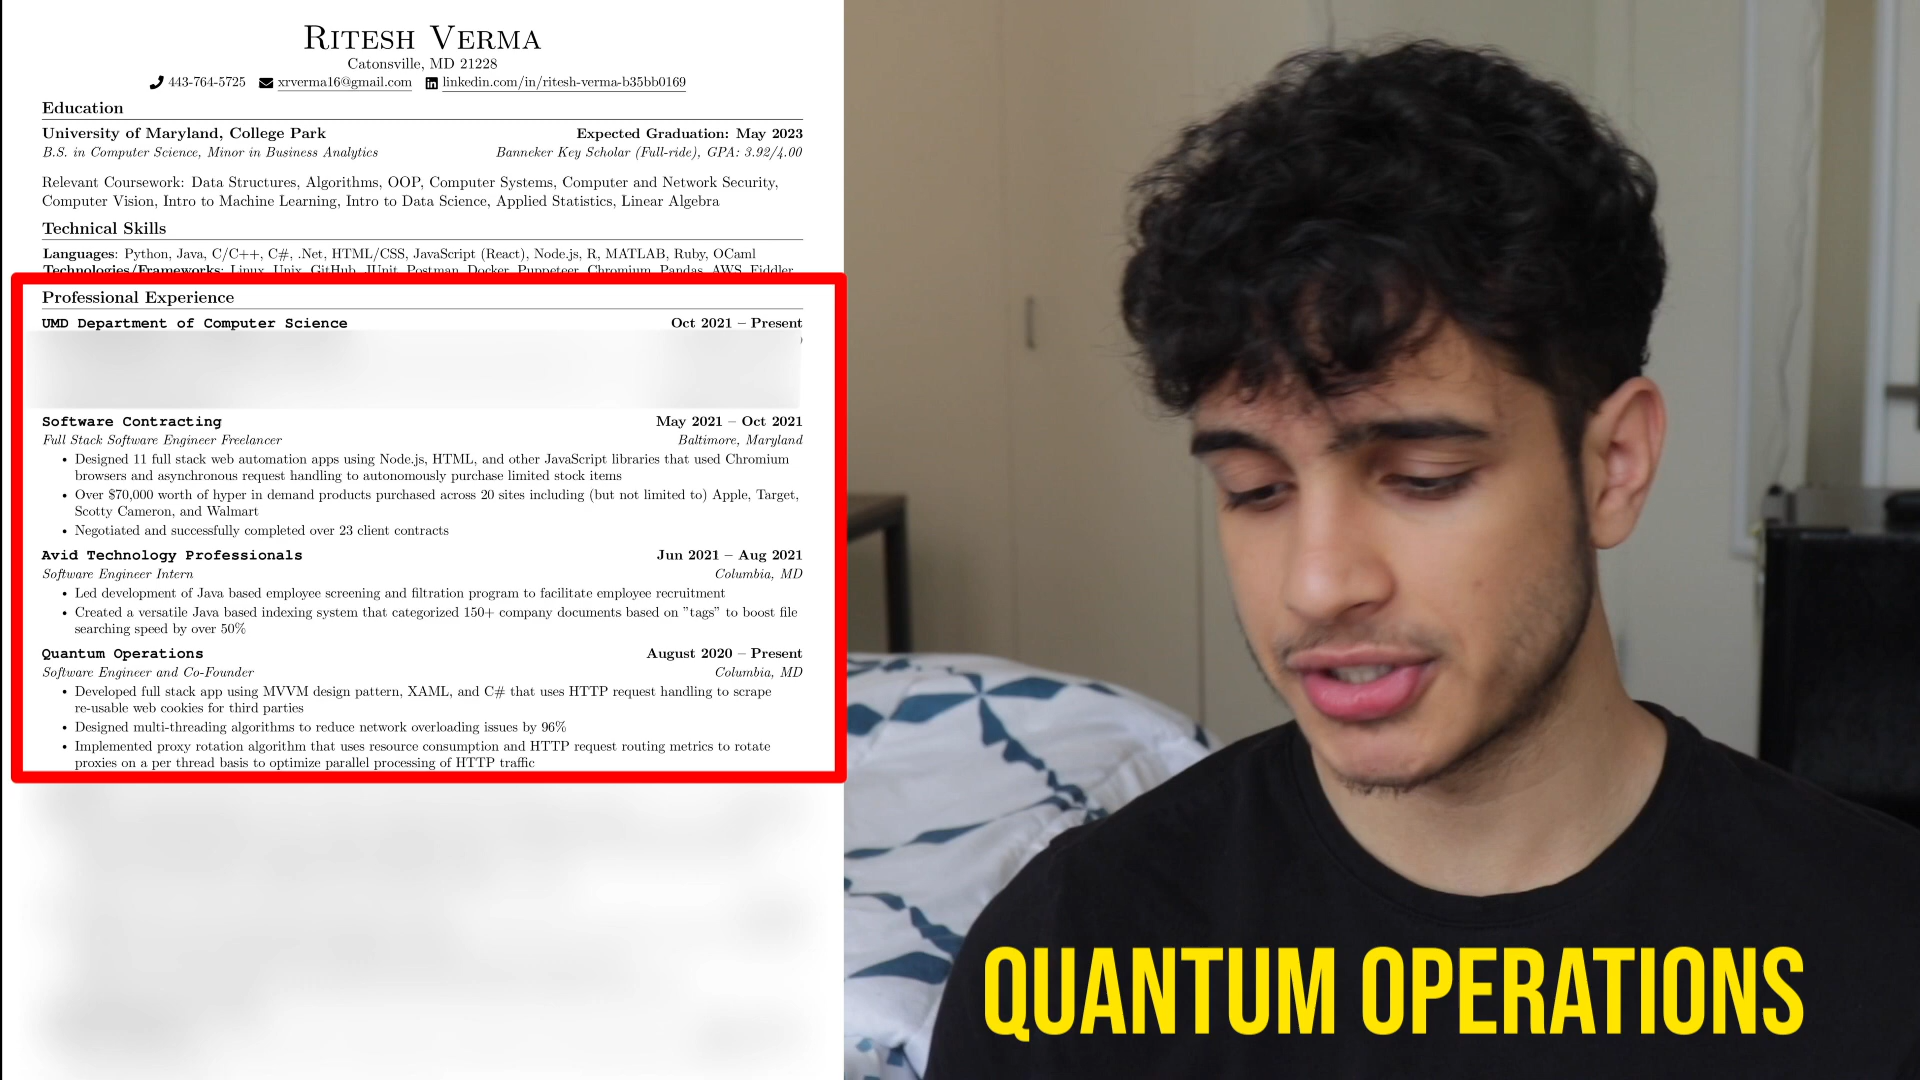 Ritesh Verma
Catonsville, MD 21228
443-764-5725 xrverma16@gmail.com linkedin.com/in/ritesh-verma-b35bb0169
Education
University of Maryland, College Park Expected Graduation: May 2023
B.S. in Computer Science, Minor in Business Analytics Banneker Key Scholar (Full-ride), GPA: 3.92/4.00
Relevant Coursework: Data Structures, Algorithms, OOP, Computer Systems, Computer and Network Security,
Computer Vision, Intro to Machine Learning, Intro to Data Science, Applied Statistics, Linear Algebra
Technical Skills
Languages: Python, Java, C/C++, C#, .Net, HTML/CSS, JavaScript (React), Node.js, R, MATLAB, Ruby, OCaml
Technologies/Frameworks: Linux, Unix, GitHub, JUnit, Postman, Docker, Puppeteer, Chromium, Pandas, AWS, Fiddler
Professional Experience
UMD Department of Computer Science Oct 2021 – Present
Software Contracting May 2021 – Oct 2021
Full Stack Software Engineer Freelancer Baltimore, Maryland
• Designed 11 full stack web automation apps using Node.js, HTML, and other JavaScript libraries that used Chromium
browsers and asynchronous request handling to autonomously purchase limited stock items
• Over $70,000 worth of hyper in demand products purchased across 20 sites including (but not limited to) Apple, Target,
Scotty Cameron, and Walmart
• Negotiated and successfully completed over 23 client contracts
Avid Technology Professionals Jun 2021 – Aug 2021
Software Engineer Intern Columbia, MD
• Led development of Java based employee screening and filtration program to facilitate employee recruitment
• Created a versatile Java based indexing system that categorized 150+ company documents based on "tags" to boost file
searching speed by over 50%
Quantum Operations August 2020 – Present
Software Engineer and Co-Founder Columbia, MD
• Developed full stack app using MVVM design pattern, XAML, and C# that uses HTTP request handling to scrape
re-usable web cookies for third parties
• Designed multi-threading algorithms to reduce network overloading issues by 96%
• Implemented proxy rotation algorithm that uses resource consumption and HTTP request routing metrics to rotate
proxies on a per thread basis to optimize parallel processing of HTTP traffic
QUANTUM OPERATIONS